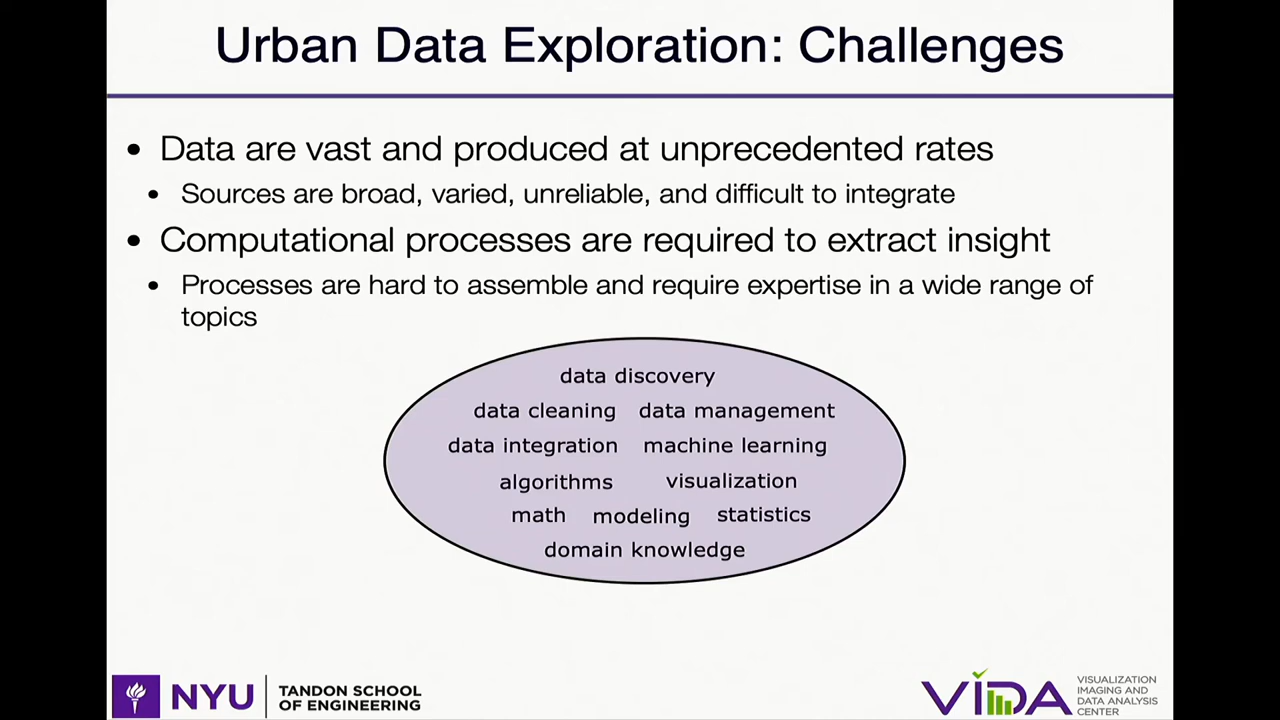 Urban Data Exploration: Challenges
• Data are vast and produced at unprecedented rates
• Sources are broad, varied, unreliable, and difficult to integrate
• Computational processes are required to extract insight
• Processes are hard to assemble and require expertise in a wide range of
topics
data discovery
data cleaning data management
data integration machine learning
algorithms visualization
math modeling statistics
domain knowledge
NYU TANDON SCHOOL
OF ENGINEERING
VIDA VISUALIZATION
IMAGING AND
DATA ANALYSIS
CENTER